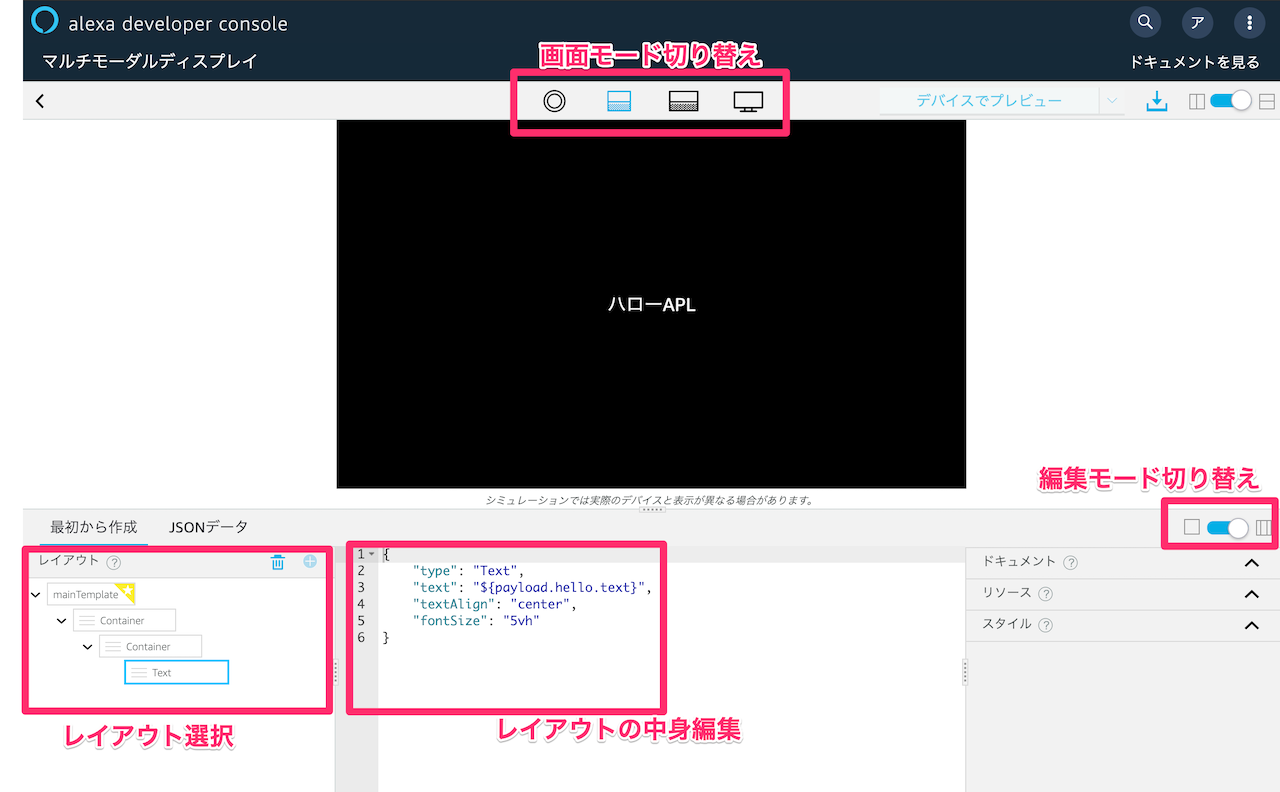 alexa developer console
ア
マルチモーダルディスプレイ
画面モード切り替え
ドキュメントを見る
デバイスでプレビュー
ハローAPL
シミュレーションでは実際のデバイスと表示が異なる場合があります。
編集モード切り替え
最初から作成
JSONデータ
レイアウト ?
mainTemplate
Container
Container
Text
レイアウト選択
1 {
2 "type": "Text",
3 "text": "${payload.hello.text}",
4 "textAlign": "center",
5 "fontSize": "5vh"
6 }
レイアウトの中身編集
ドキュメント ?
リソース ?
スタイル ?